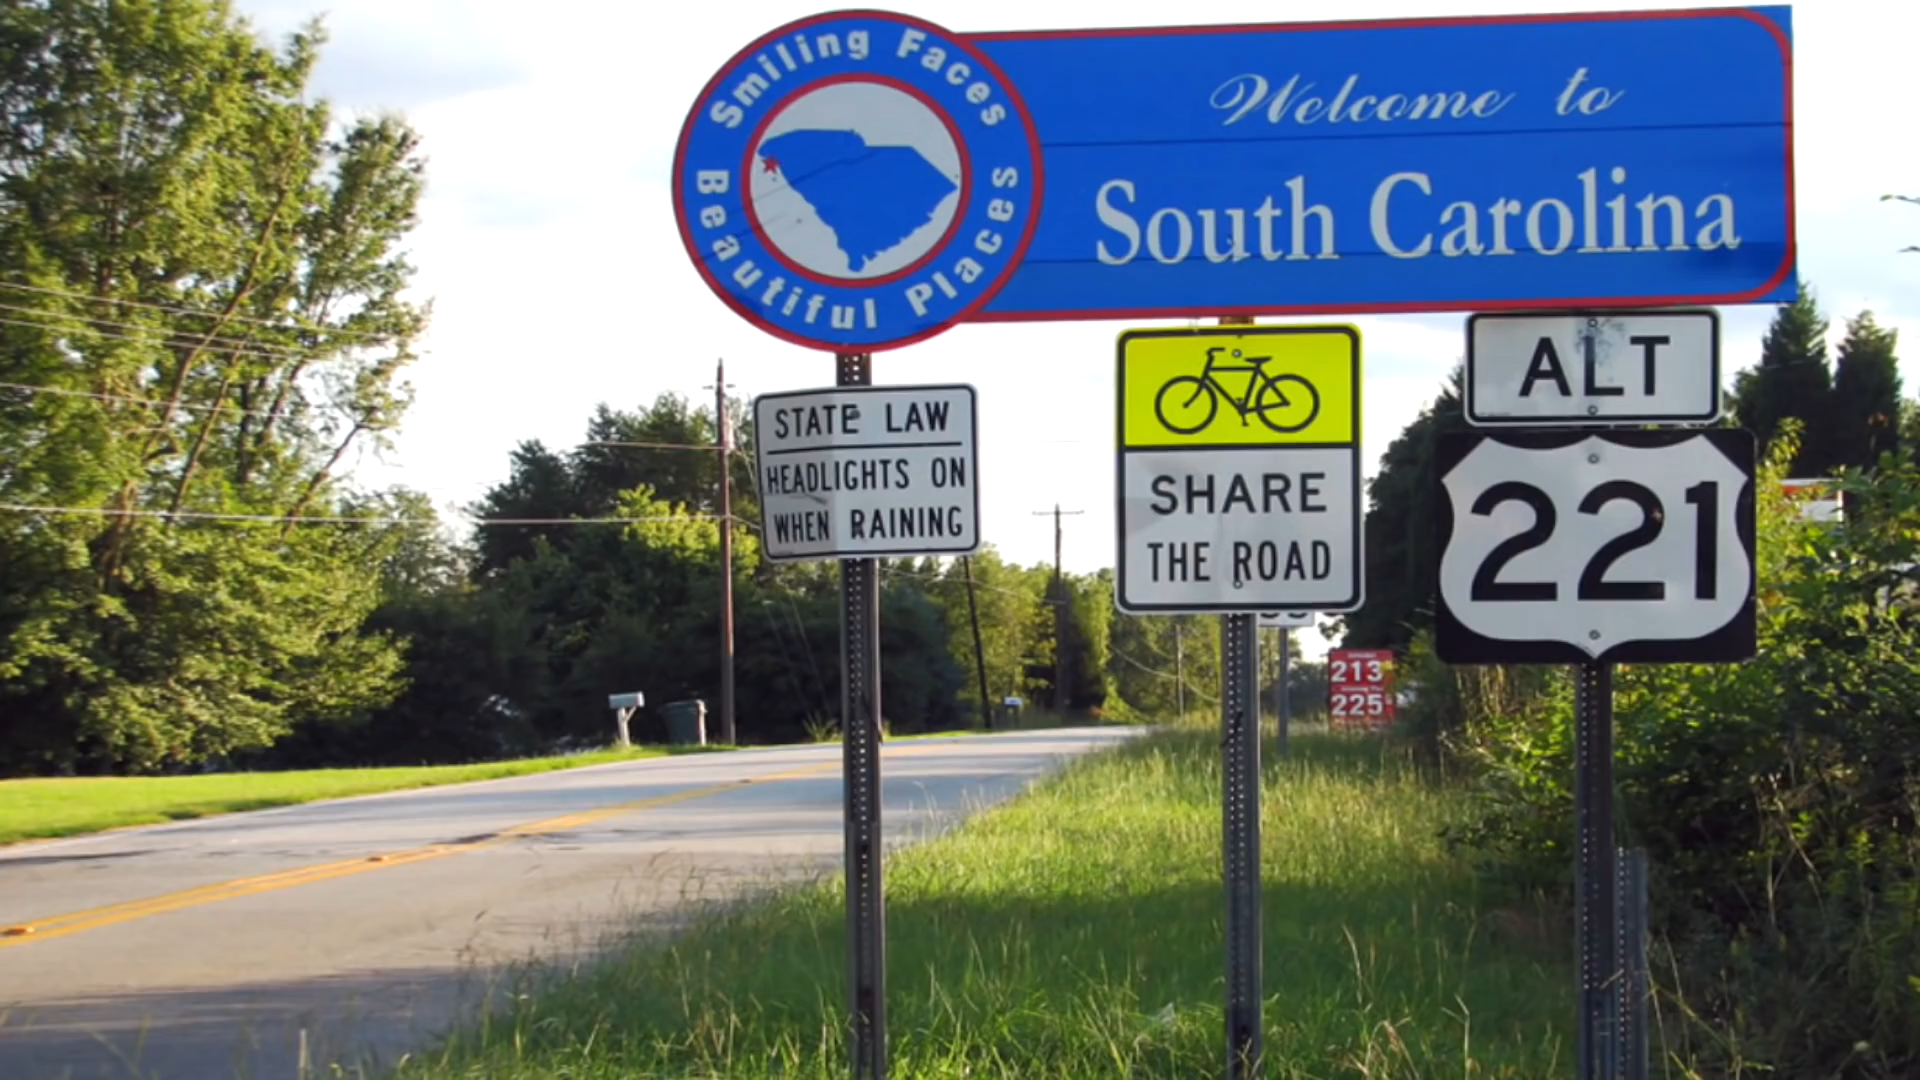 Smiling Faces
Beautiful Places
Welcome to
South Carolina
STATE LAW
HEADLIGHTS ON
WHEN RAINING
SHARE
THE ROAD
ALT
221
213
225